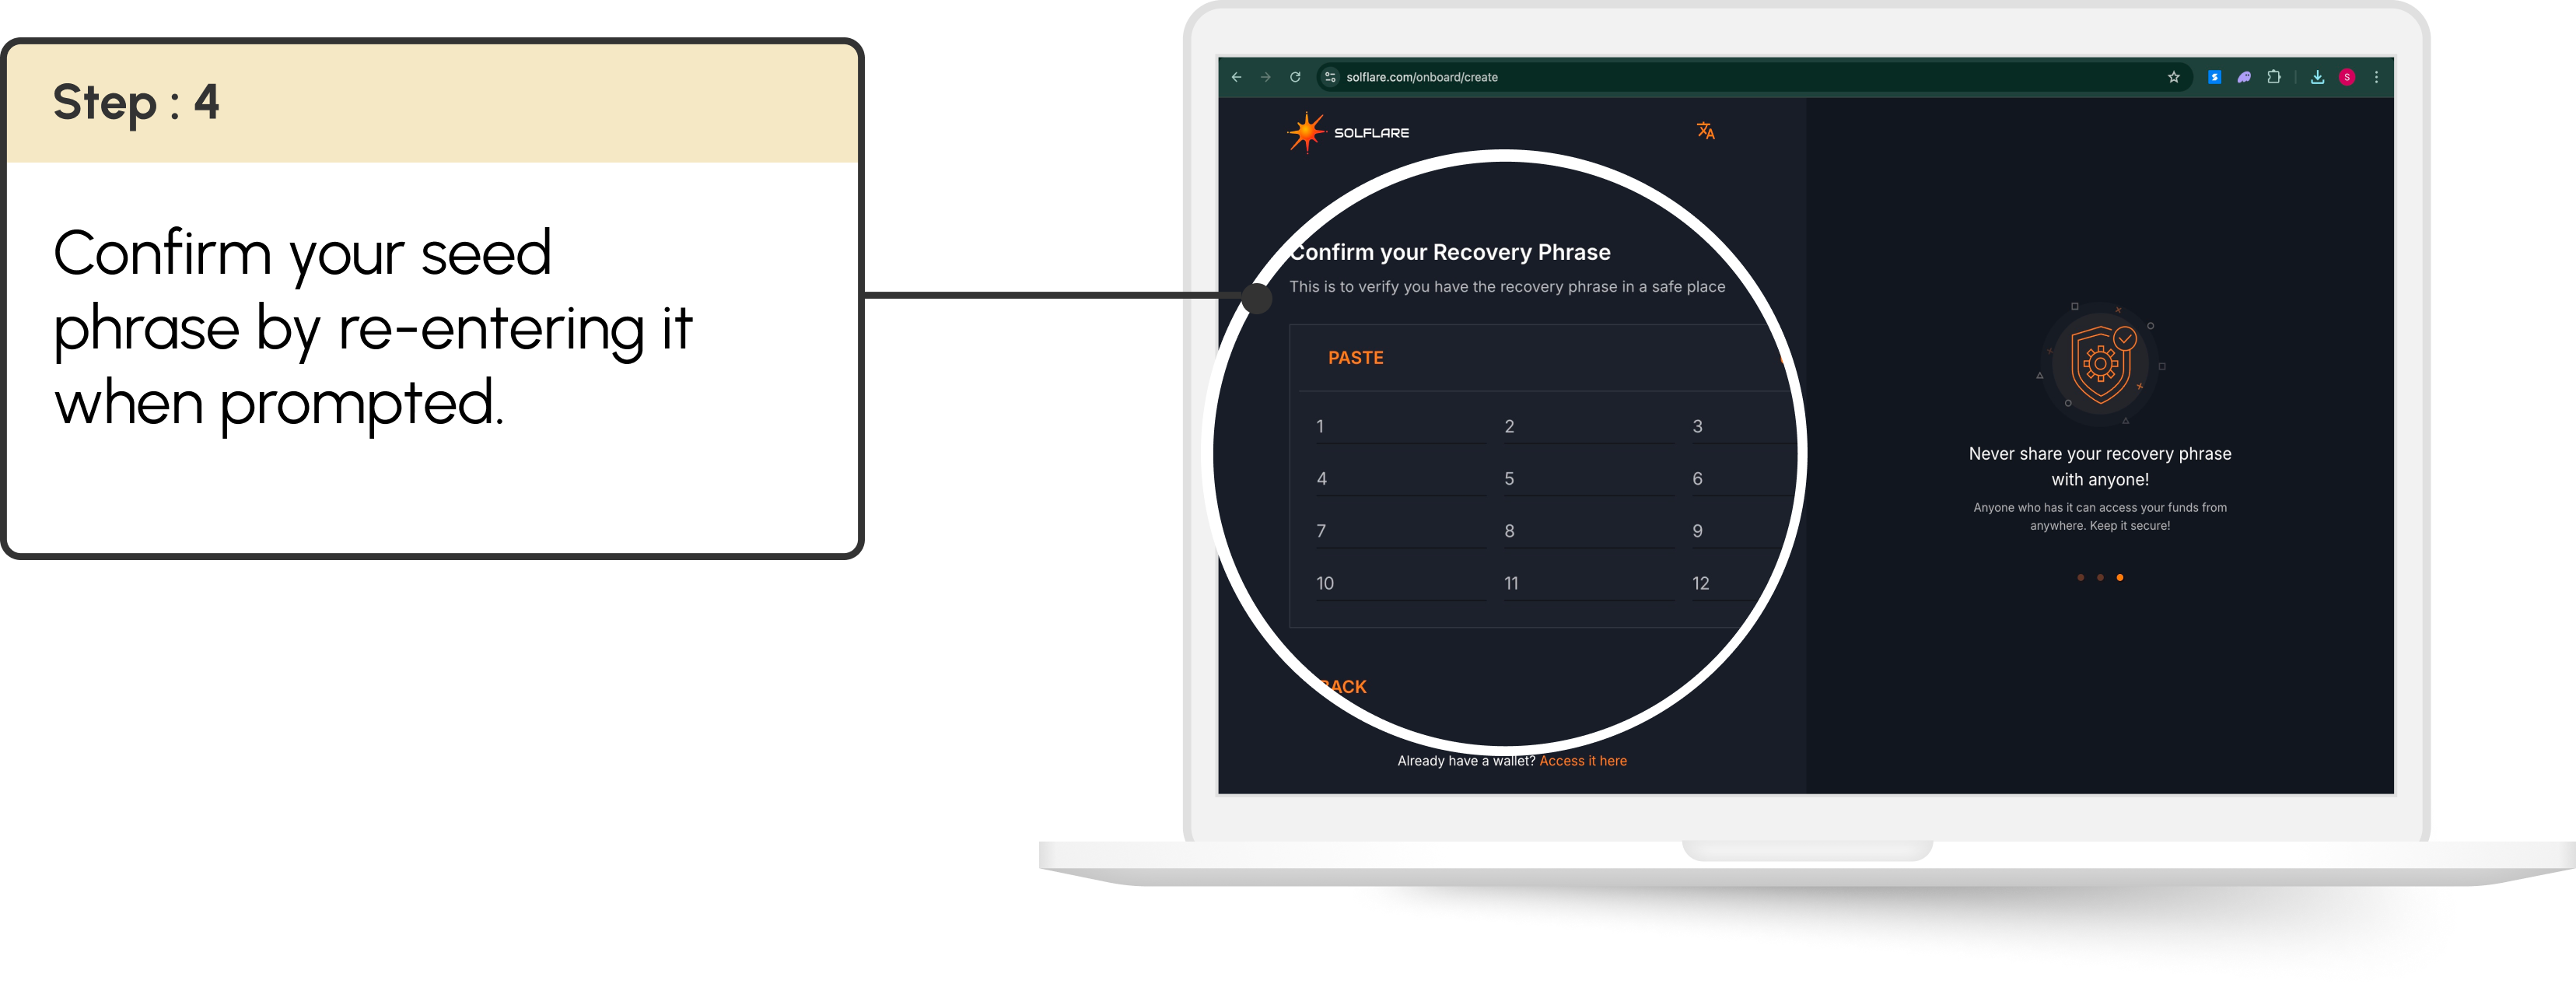 Step : 4
Confirm your seed
phrase by re-entering it
when prompted.
solflare.com/onboard/create
S
SOLFLARE
Confirm your Recovery Phrase
This is to verify you have the recovery phrase in a safe place
PASTE
1 2 3
4 5 6
7 8 9
10 11 12
BACK
Already have a wallet? Access it here
Never share your recovery phrase
with anyone!
Anyone who has it can access your funds from
anywhere. Keep it secure!